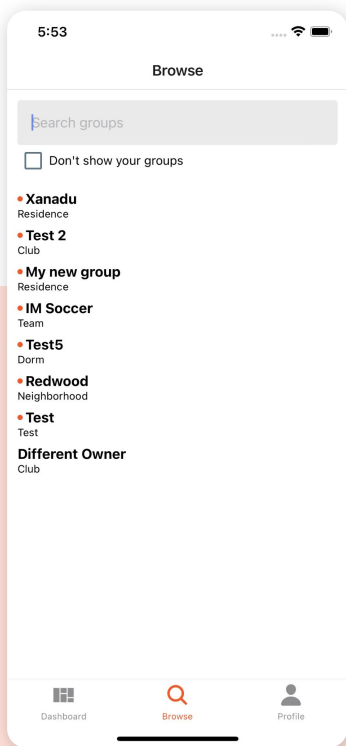 5:53
Browse
Search groups
Don't show your groups
Xanadu
Residence
Test 2
Club
My new group
Residence
IM Soccer
Team
Test5
Dorm
Redwood
Neighborhood
Test
Test
Different Owner
Club
Dashboard
Browse
Profile